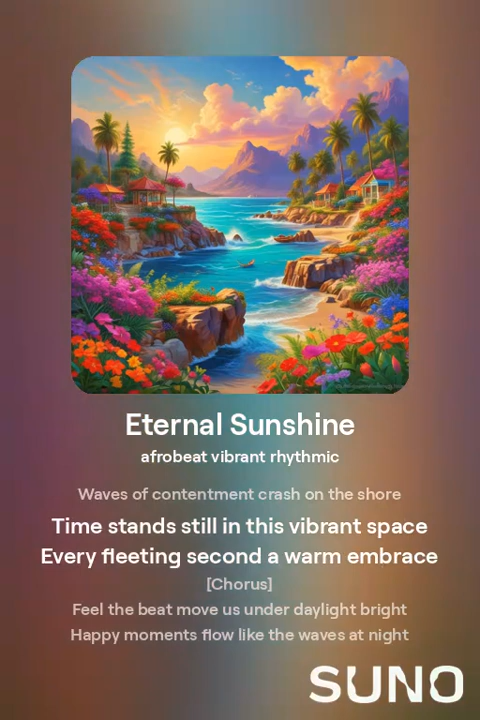 Eternal Sunshine
afrobeat vibrant rhythmic
Waves of contentment crash on the shore
Time stands still in this vibrant space
Every fleeting second a warm embrace
[Chorus]
Feel the beat move us under daylight bright
Happy moments flow like the waves at night
SUNO